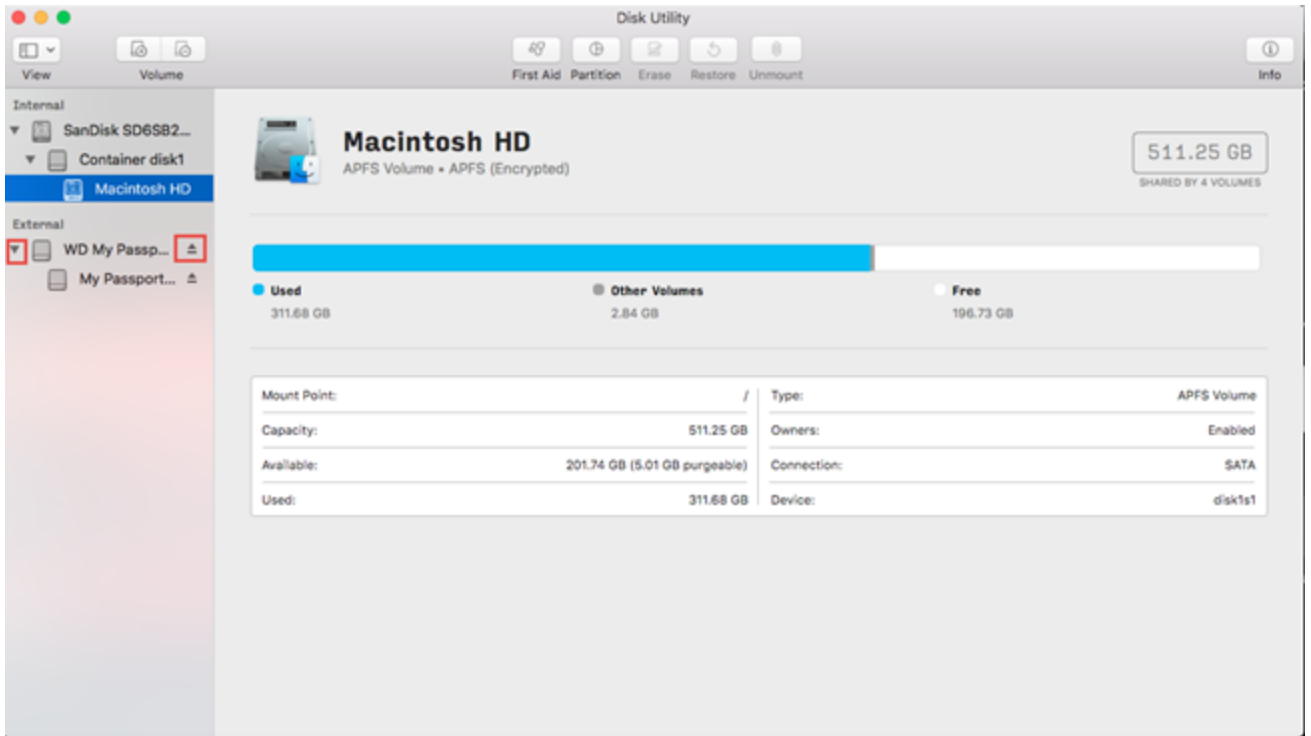 Disk Utility
View
Volume
First Aid Partition Erase Restore Unmount
Info
Internal
SanDisk SD6SB2...
Container disk1
Macintosh HD
External
WD My Passp...
My Passport...
Macintosh HD
APFS Volume • APFS (Encrypted)
511.25 GB
SHARED BY 4 VOLUMES
Used
311.68 GB
Other Volumes
2.84 GB
Free
196.73 GB
Mount Point: /
Capacity: 511.25 GB
Available: 201.74 GB (5.01 GB purgeable)
Used: 311.68 GB
Type: APFS Volume
Owners: Enabled
Connection: SATA
Device: disk1s1